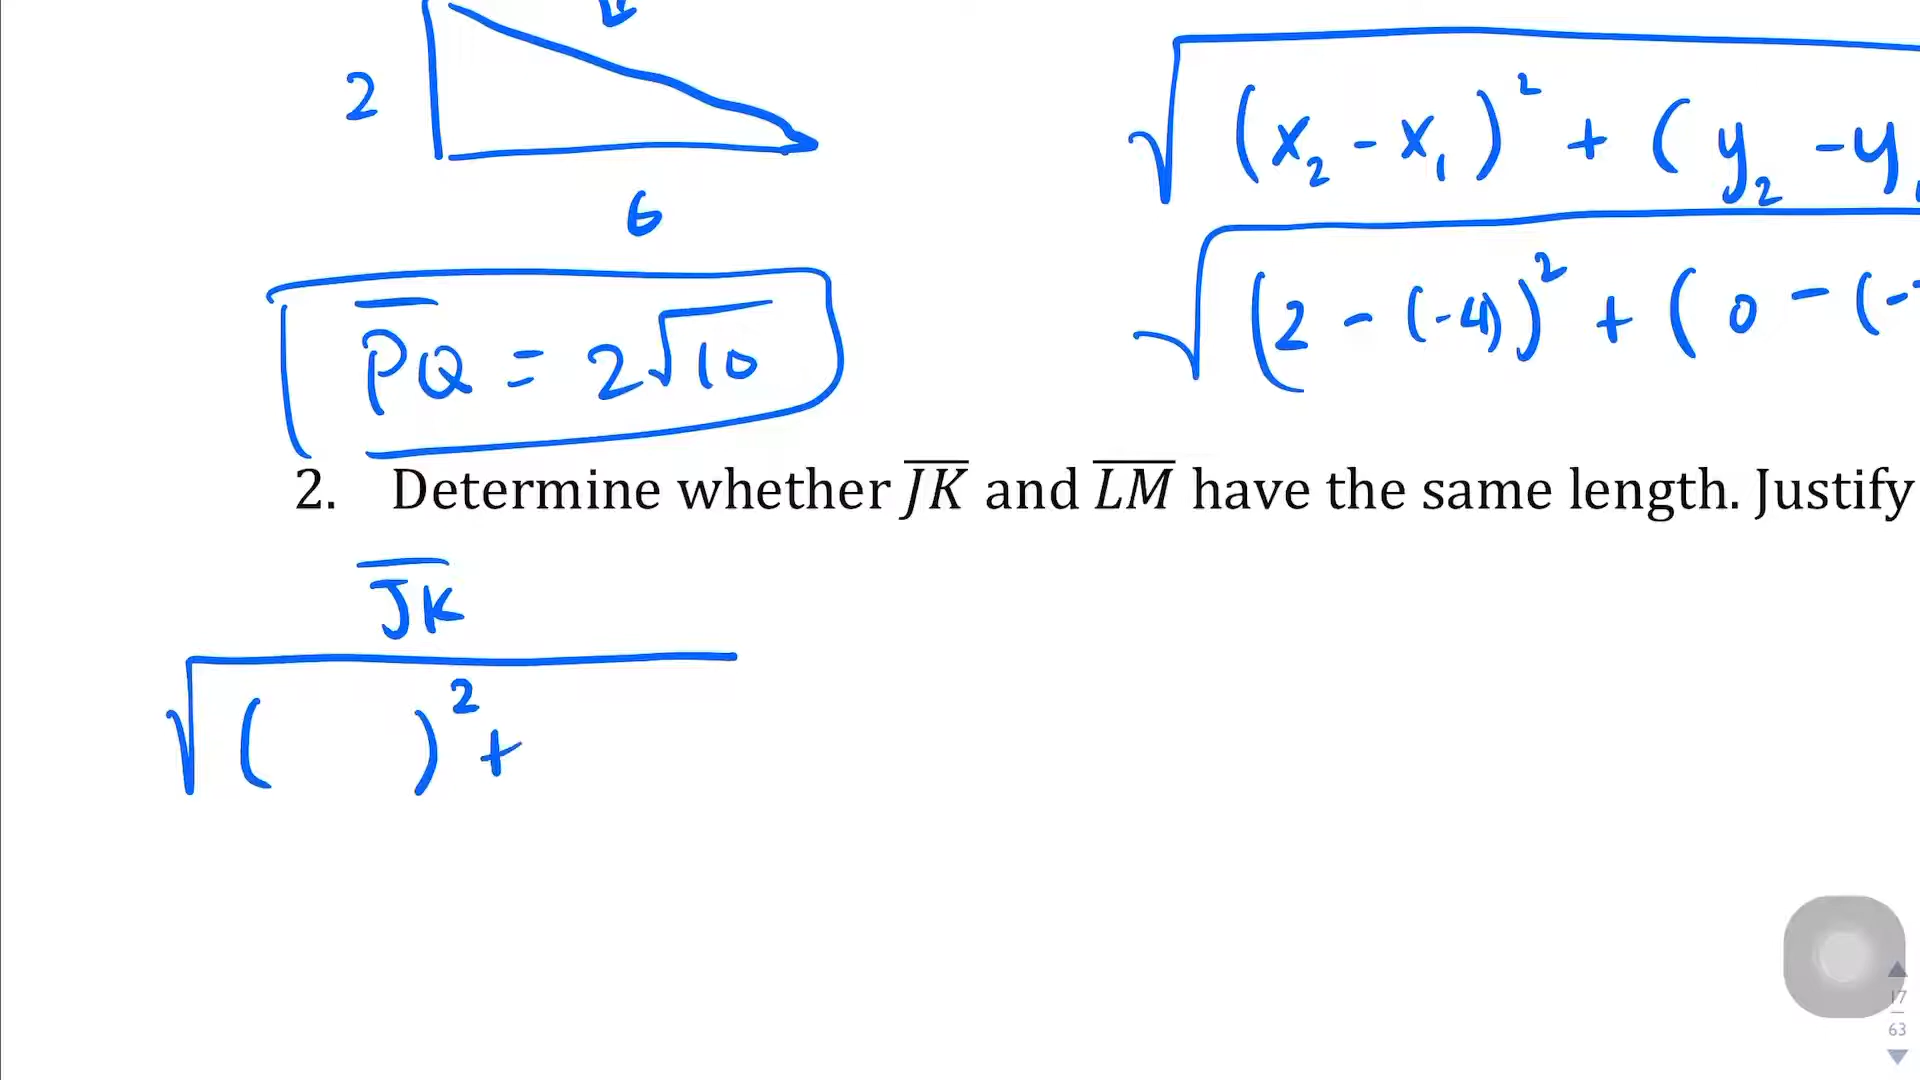 2
6
√(x₂ - x₁)² + (y₂ - y₁
√(2 - (-4))² + (0 - (-
PQ = 2√10
2. Determine whether JK and LM have the same length. Justify
JK
√( )² +
17
63